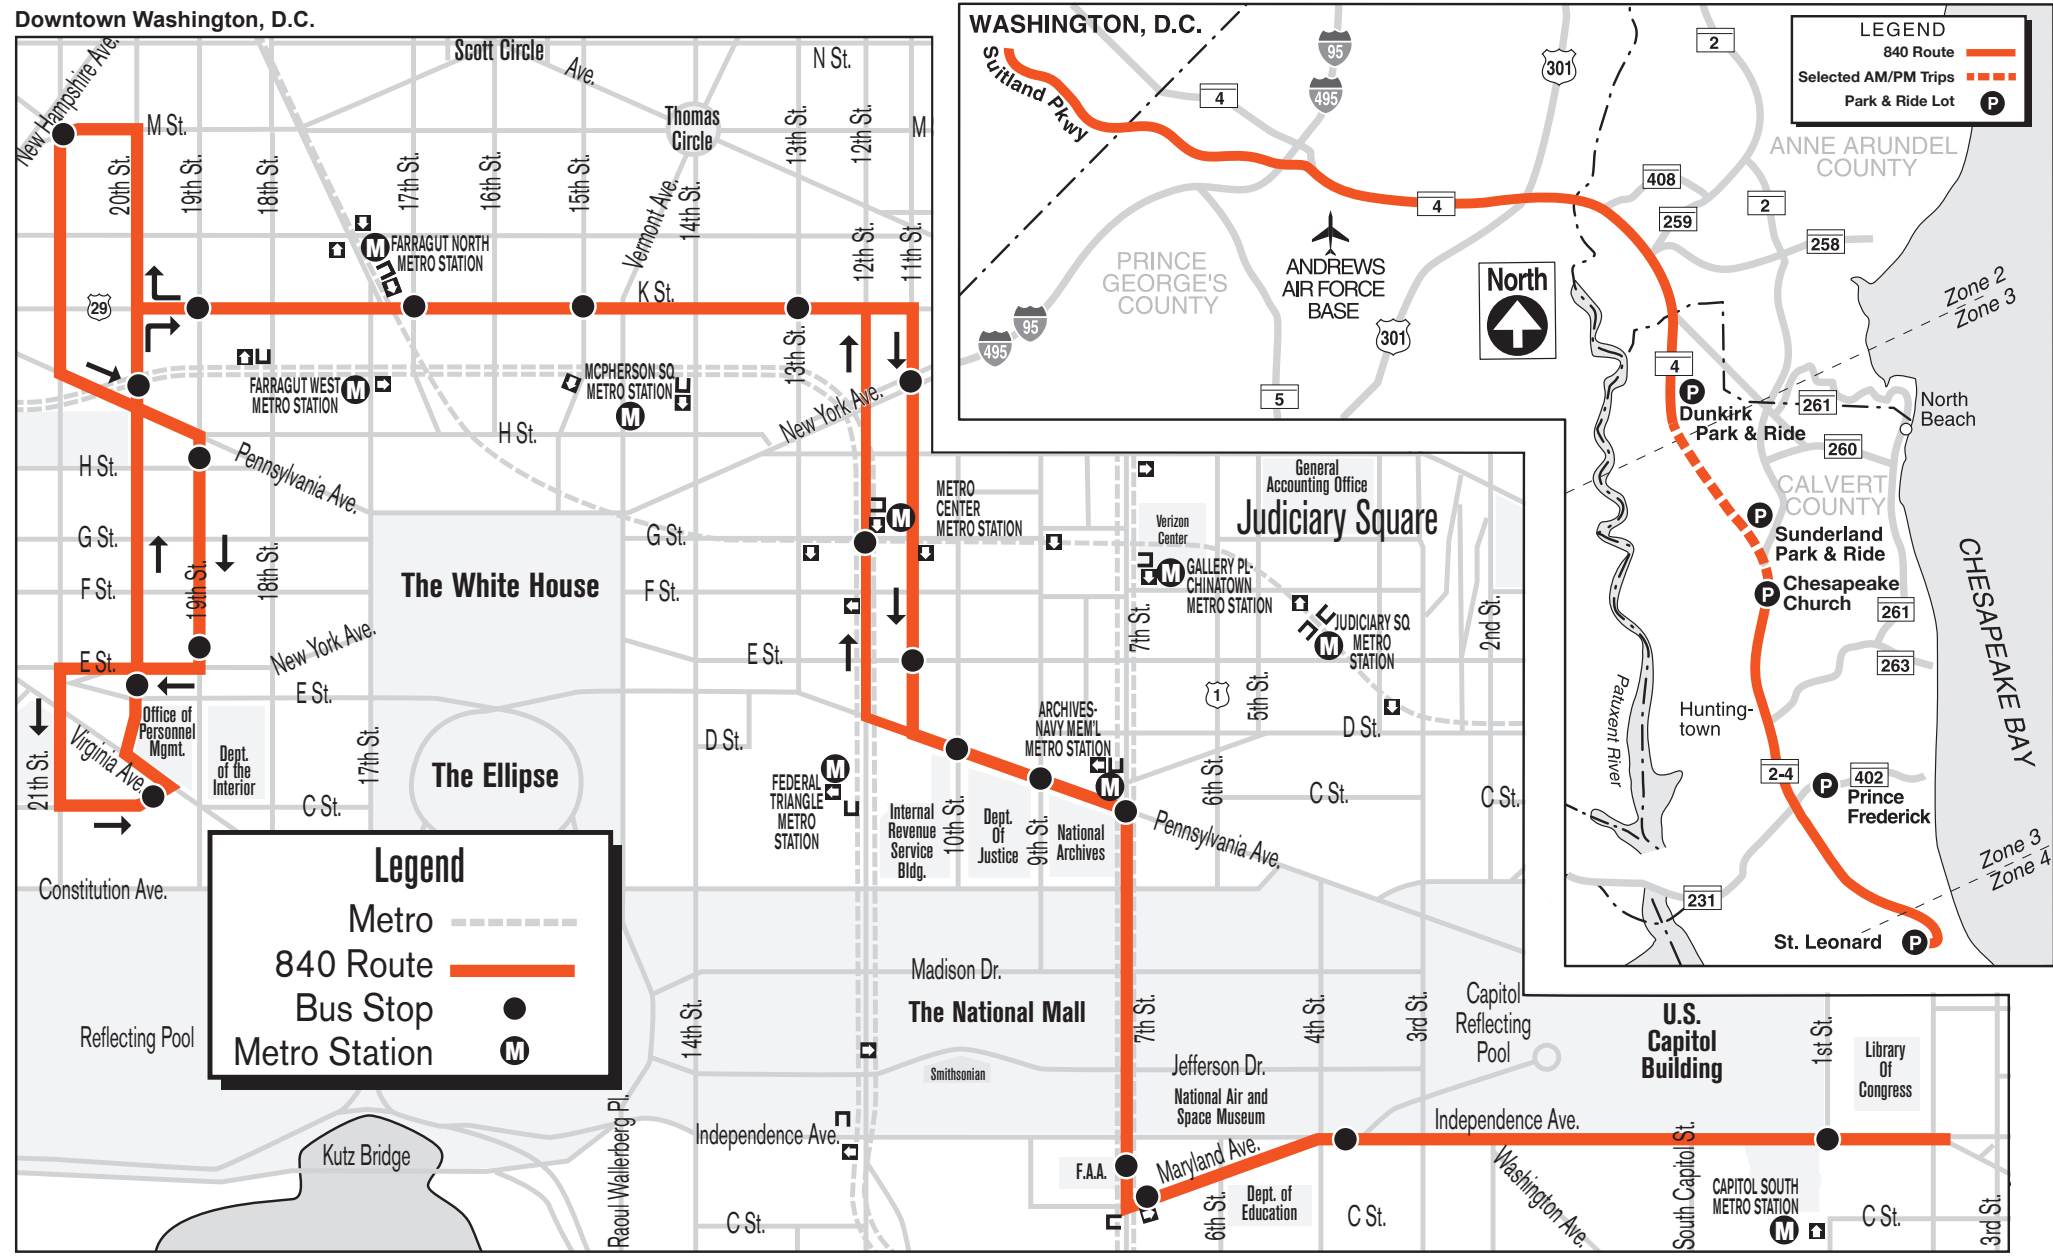 Downtown Washington, D.C.
New Hampshire Ave.
Scott Circle
Ave.
N St.
M St.
Thomas
Circle
M
20th St.
19th St.
18th St.
17th St.
16th St.
15th St.
Vermont Ave.
14th St.
13th St.
12th St.
12th St.
11th St.
M
FARRAGUT NORTH
METRO STATION
K St.
29
FARRAGUT WEST
METRO STATION
M
MCPHERSON SQ.
METRO STATION
M
13th St.
New York Ave.
H St.
H St.
Pennsylvania Ave.
G St.
G St.
F St.
F St.
19th St.
18th St.
The White House
M
METRO
CENTER
METRO STATION
General
Accounting Office
Verizon
Center
Judiciary Square
M
GALLERY PL-
CHINATOWN
METRO STATION
7th St.
JUDICIARY SQ.
METRO
STATION
M
2nd St.
E St.
New York Ave.
E St.
E St.
1
5th St.
D St.
D St.
Office of
Personnel
Mgmt.
Dept.
of the
Interior
17th St.
The Ellipse
Virginia Ave.
21th St.
C St.
ARCHIVES-
NAVY MEM'L
METRO STATION
M
M
FEDERAL
TRIANGLE
METRO
STATION
Internal
Revenue
Service
Bldg.
10th St.
Dept.
Of
Justice
9th St.
National
Archives
Pennsylvania Ave.
6th St.
C St.
C St.
Constitution Ave.
Legend
Metro
840 Route
Bus Stop
Metro Station
M
Reflecting Pool
Madison Dr.
The National Mall
14th St.
7th St.
4th St.
3rd St.
Capitol
Reflecting
Pool
U.S.
Capitol
Building
1st St.
Library
Of
Congress
Smithsonian
Jefferson Dr.
National Air and
Space Museum
Independence Ave.
Independence Ave.
Raoul Wallerberg Pl.
Kutz Bridge
F.A.A.
Maryland Ave.
6th St.
Dept. of
Education
C St.
C St.
Washington Ave.
South Capitol St.
CAPITOL SOUTH
METRO STATION
M
C St.
3rd St.
WASHINGTON, D.C.
Suitland Pkwy
4
95
495
301
2
LEGEND
840 Route
Selected AM/PM Trips
Park & Ride Lot
P
ANNE ARUNDEL
COUNTY
408
259
2
258
4
PRINCE
GEORGE'S
COUNTY
ANDREWS
AIR FORCE
BASE
North
95
495
301
5
Zone 2
Zone 3
4
P
Dunkirk
Park & Ride
261
North
Beach
260
CALVERT
COUNTY
P
Sunderland
Park & Ride
P
Chesapeake
Church
261
263
CHESAPEAKE BAY
Patuxent River
Hunting-
town
2-4
P
402
Prince
Frederick
231
Zone 3
Zone 4
St. Leonard
P